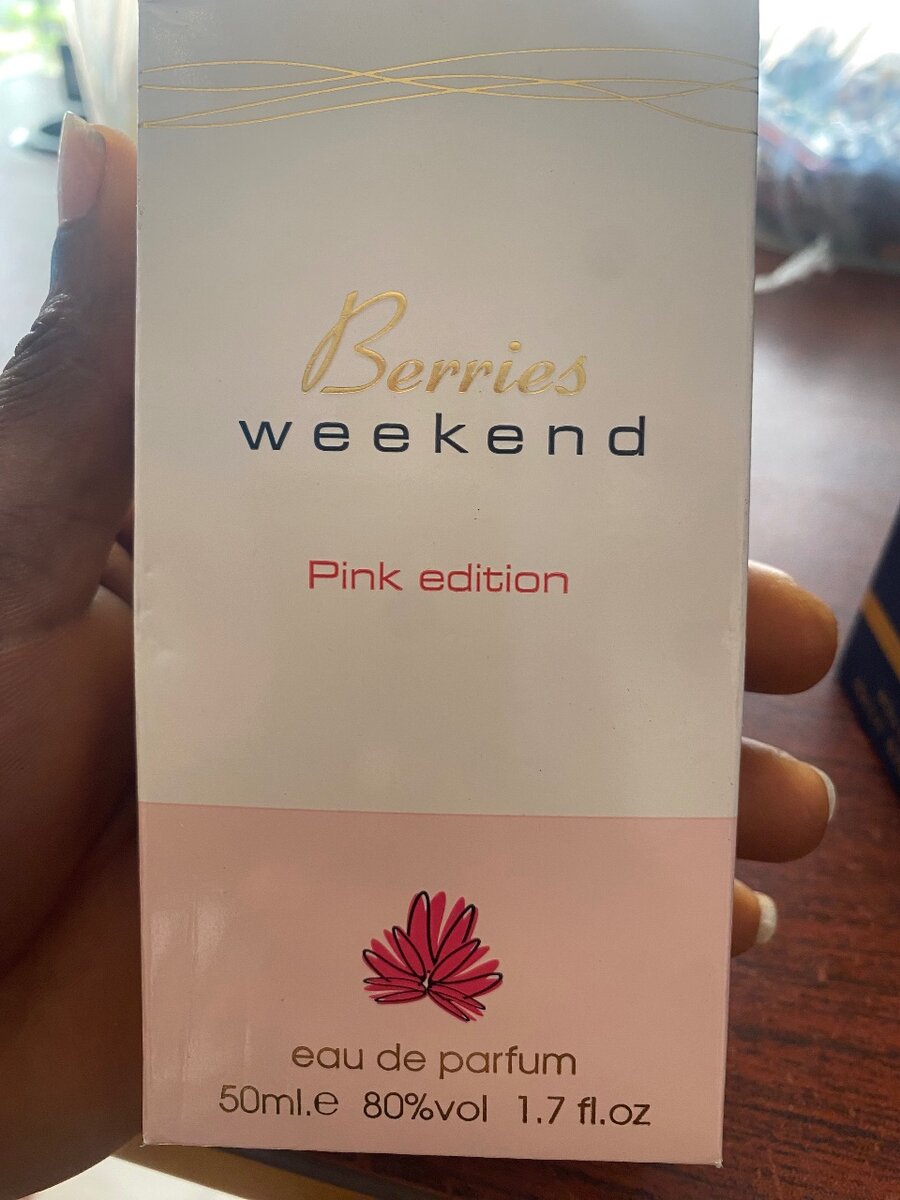 Berries
weekend
Pink edition
eau de parfum
50ml.e 80%vol 1.7 fl.oz